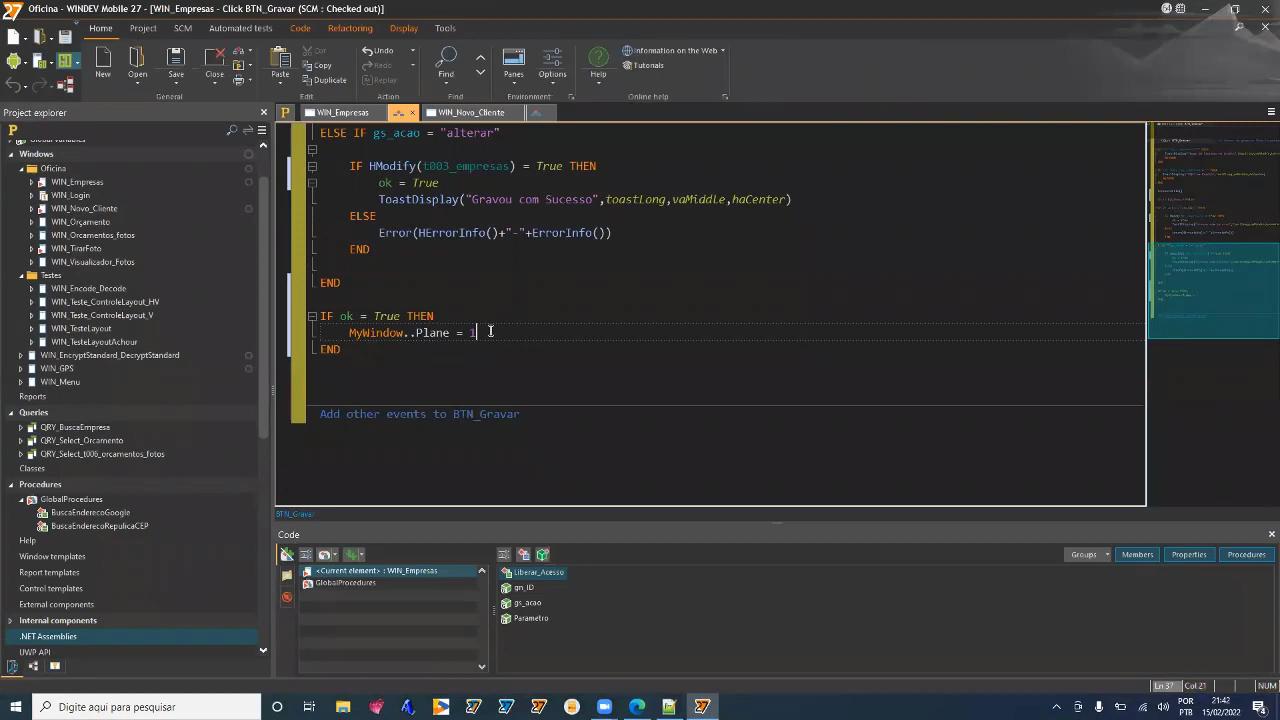 Oficina - WINDEV Mobile 27 - [WIN_Empresas - Click BTN_Gravar (SCM : Checked out)]
Home Project SCM Automated tests Code Refactoring Display Tools
New Open Save Close
General
Paste Cut Copy Duplicate
Edit
Undo Redo Replay
Action
Find
Panes Options
Environment
Help Information on the Web Tutorials
Online help
Project explorer
Windows
Oficina
WIN_Empresas
WIN_Login
WIN_Novo_Cliente
WIN_Orçamento
WIN_Orcamentos_fotos
WIN_TirarFoto
WIN_Visualizador_Fotos
Testes
WIN_Encode_Decode
WIN_Teste_ControleLayout_HV
WIN_Teste_ControleLayout_V
WIN_TesteLayout
WIN_TesteLayoutAchour
WIN_EncryptStandard_DecryptStandard
WIN_GPS
WIN_Menu
Reports
Queries
QRY_BuscaEmpresa
QRY_Select_Orcamento
QRY_Select_t006_orcamentos_fotos
Classes
Procedures
GlobalProcedures
BuscaEnderecoGoogle
BuscaEnderecoRepulicaCEP
Help
Window templates
Report templates
Control templates
External components
Internal components
.NET Assemblies
UWP API
WIN_Empresas WIN_Novo_Cliente
ELSE IF gs_acao = "alterar"
IF HModify(t003_empresas) = True THEN
ok = True
ToastDisplay("Gravou com sucesso",toastLong,vaMiddle,haCenter)
ELSE
Error(HErrorInfo()+"--"+ErrorInfo())
END
END
IF ok = True THEN
MyWindow..Plane = 1
END
Add other events to BTN_Gravar
BTN_Gravar
Code
Groups Members Properties Procedures
<Current element> : WIN_Empresas
GlobalProcedures
Liberar_Acesso
gn_ID
gs_acao
Parametro
Ln 37 Col 21 NUM
Digite aqui para pesquisar
POR
PTB2
21:42
15/02/2022